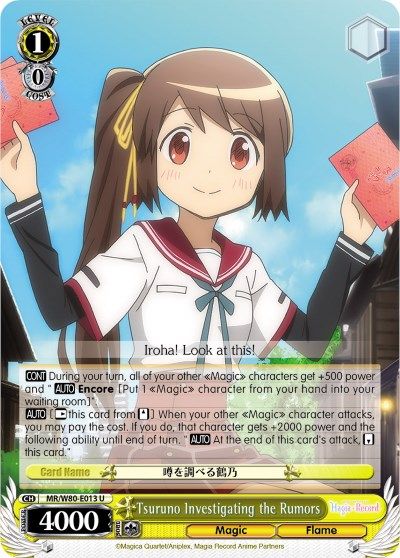 LEVEL
1
0
COST
Iroha! Look at this!
CONT During your turn, all of your other «Magic» characters get +500 power
and " AUTO Encore [Put 1 «Magic» character from your hand into your
waiting room]."
AUTO [this card from] When your other «Magic» character attacks,
you may pay the cost. If you do, that character gets +2000 power and the
following ability until end of turn. " AUTO At the end of this card's attack,
this card."
Card Name
噂を調べる鶴乃
CH MR/W80-E013 U
Tsuruno Investigating the Rumors
Magia Record
POWER
4000
SOUL
Magic
Flame
©Magica Quartet/Aniplex, Magia Record Anime Partners